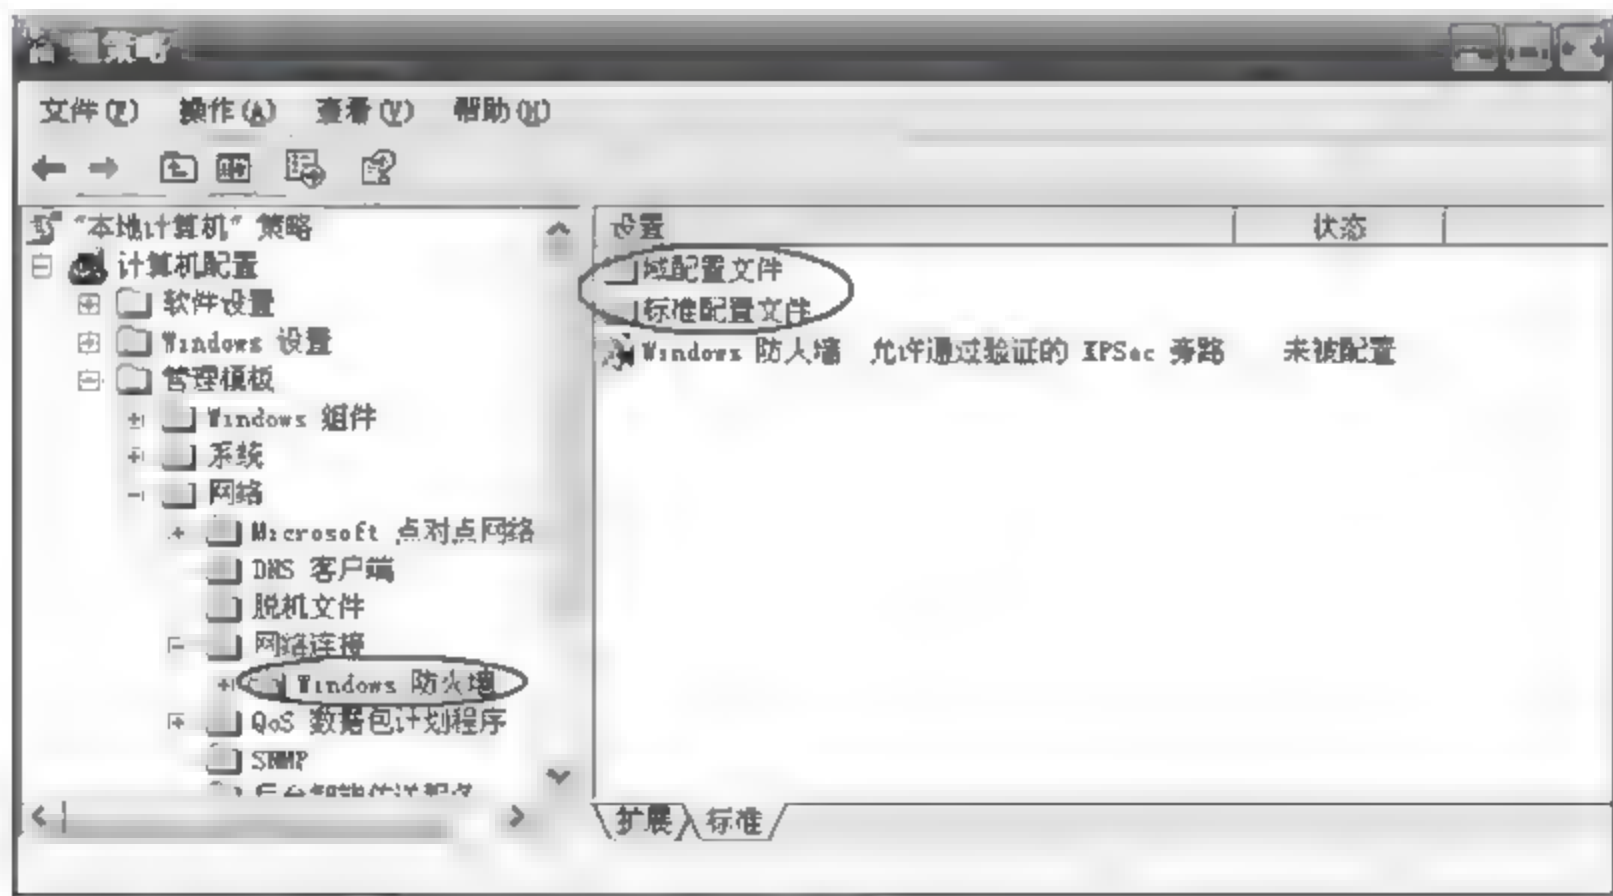 组策略
文件(F) 操作(A) 查看(V) 帮助(H)
"本地计算机" 策略
计算机配置
软件设置
Windows 设置
管理模板
Windows 组件
系统
网络
Microsoft 点对点网络
DNS 客户端
脱机文件
网络连接
Windows 防火墙
QoS 数据包计划程序
SNMP
设置 状态
域配置文件
标准配置文件
Windows 防火墙 允许通过验证的 IPSec 旁路 未被配置
扩展 标准